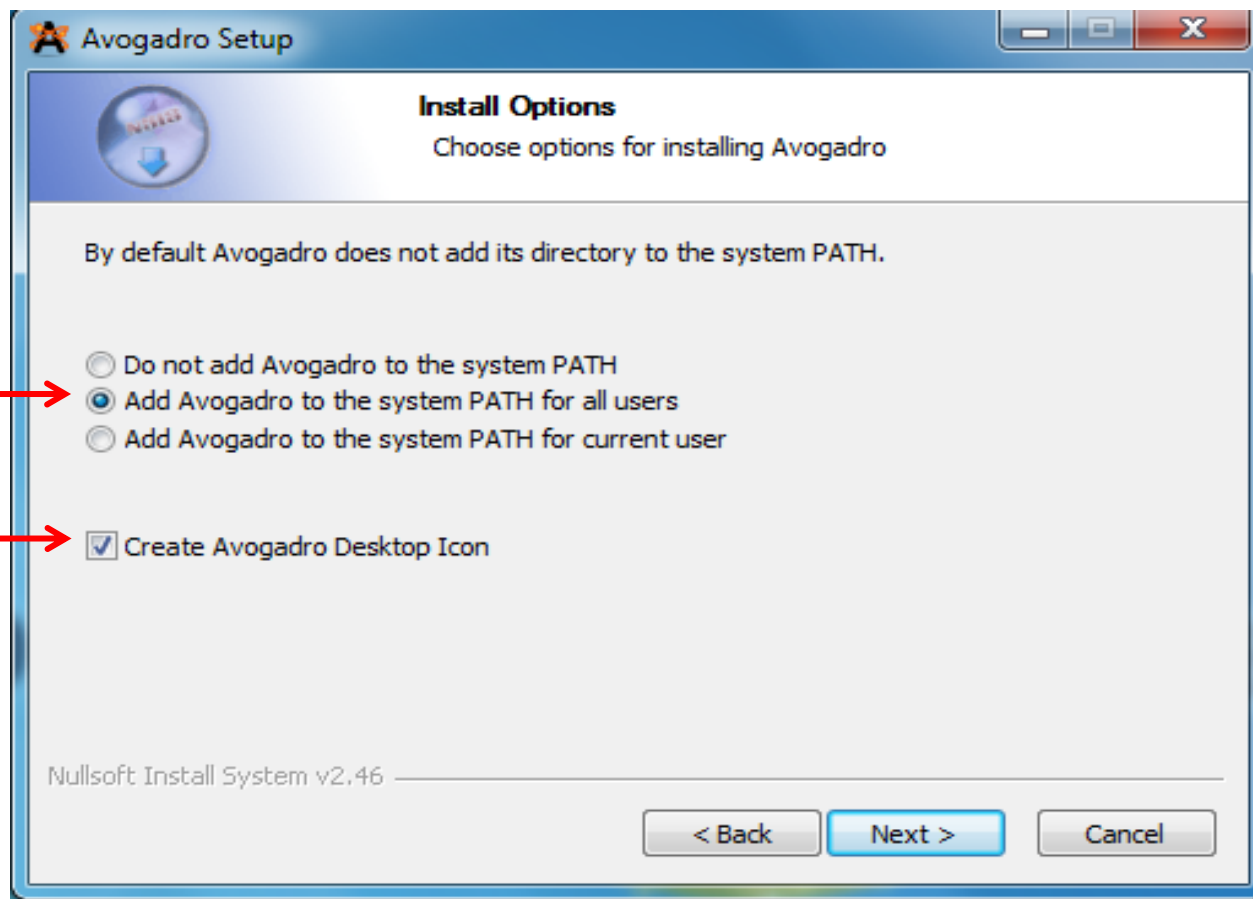 Avogadro Setup
Install Options
Choose options for installing Avogadro
By default Avogadro does not add its directory to the system PATH.
Do not add Avogadro to the system PATH
Add Avogadro to the system PATH for all users
Add Avogadro to the system PATH for current user
Create Avogadro Desktop Icon
Nullsoft Install System v2.46
< Back Next > Cancel